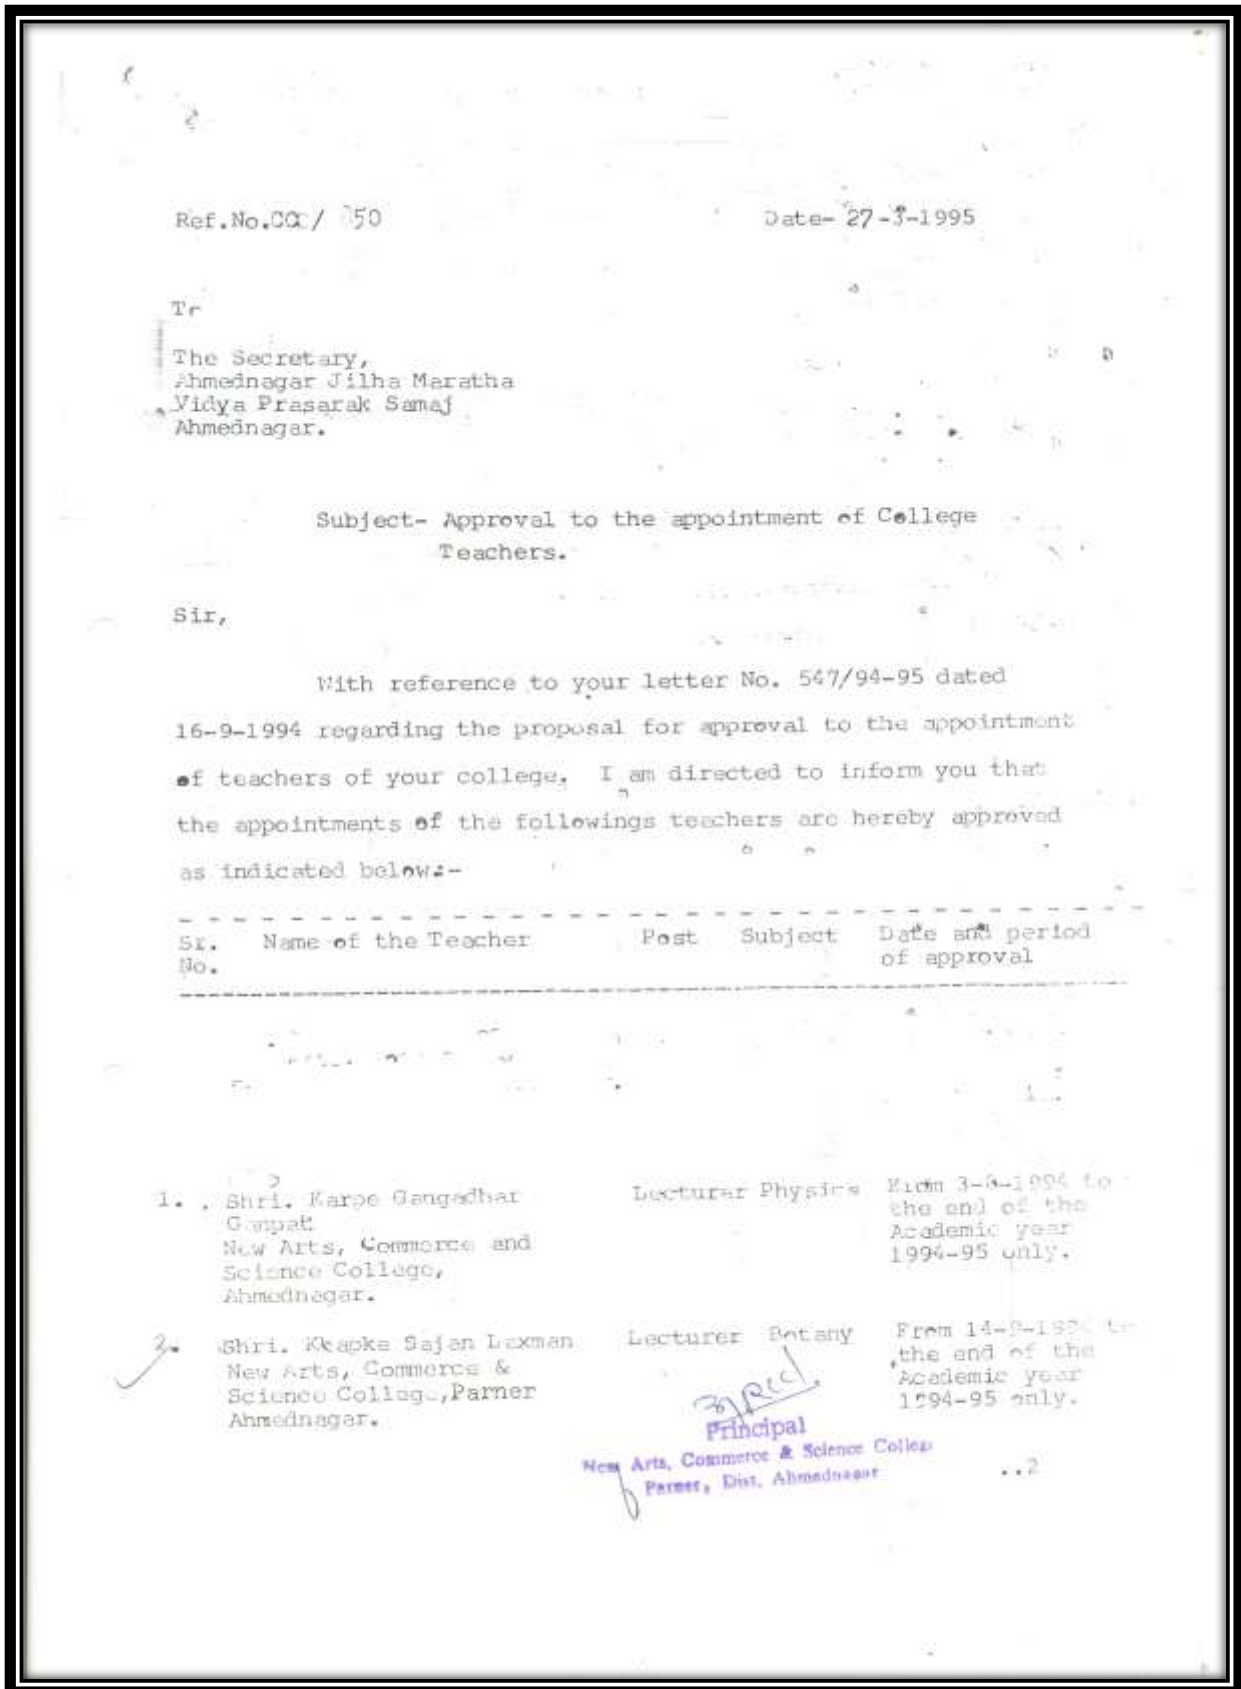 Ref.No.CCC/ 350 Date- 27-3-1995
The Secretary,
Ahmednagar Jilha Maratha
Vidya Prasarak Samaj
Ahmednagar.
Subject- Approval to the appointment of College
Teachers.
Sir,
With reference to your letter No. 547/94-95 dated
16-9-1994 regarding the proposal for approval to the appointment
of teachers of your college. I am directed to inform you that
the appointments of the followings teachers are hereby approved
as indicated below:-
Sr. Name of the Teacher Post Subject Date and period
No. of approval
1. Shri. Karpe Gangadhar Lecturer Physics From to
Ganpat the end of the
New Arts, Commerce and Academic year
Science College, 1994-95 only.
Ahmednagar.
2. Shri. Sajan Laxman Lecturer Botany From to
New Arts, Commerce & the end of the
Science College,Parner Academic year
Ahmednagar. 1994-95 only.
Principal
New Arts, Commerce & Science College
Parner, Dist. Ahmednagar
..2